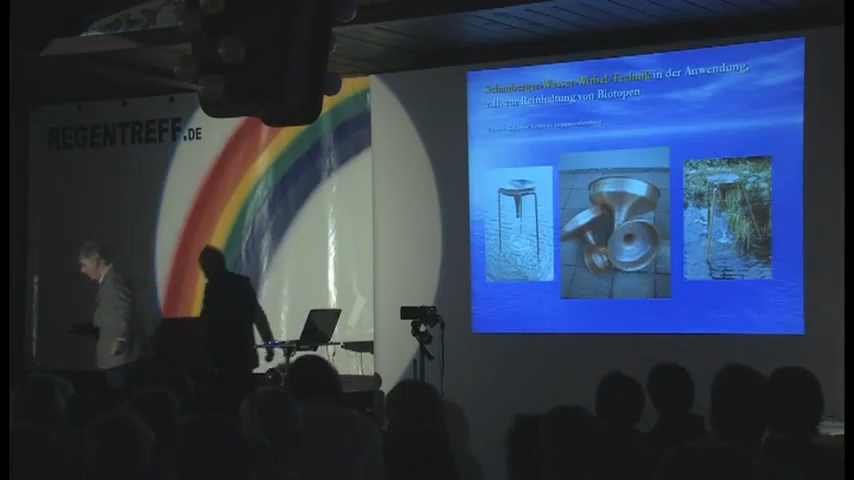 REGENTREFF.DE
Schauberger-Wasser-Wirbel-Technik in der Anwendung,
z.B. zur Reinhaltung von Biotopen